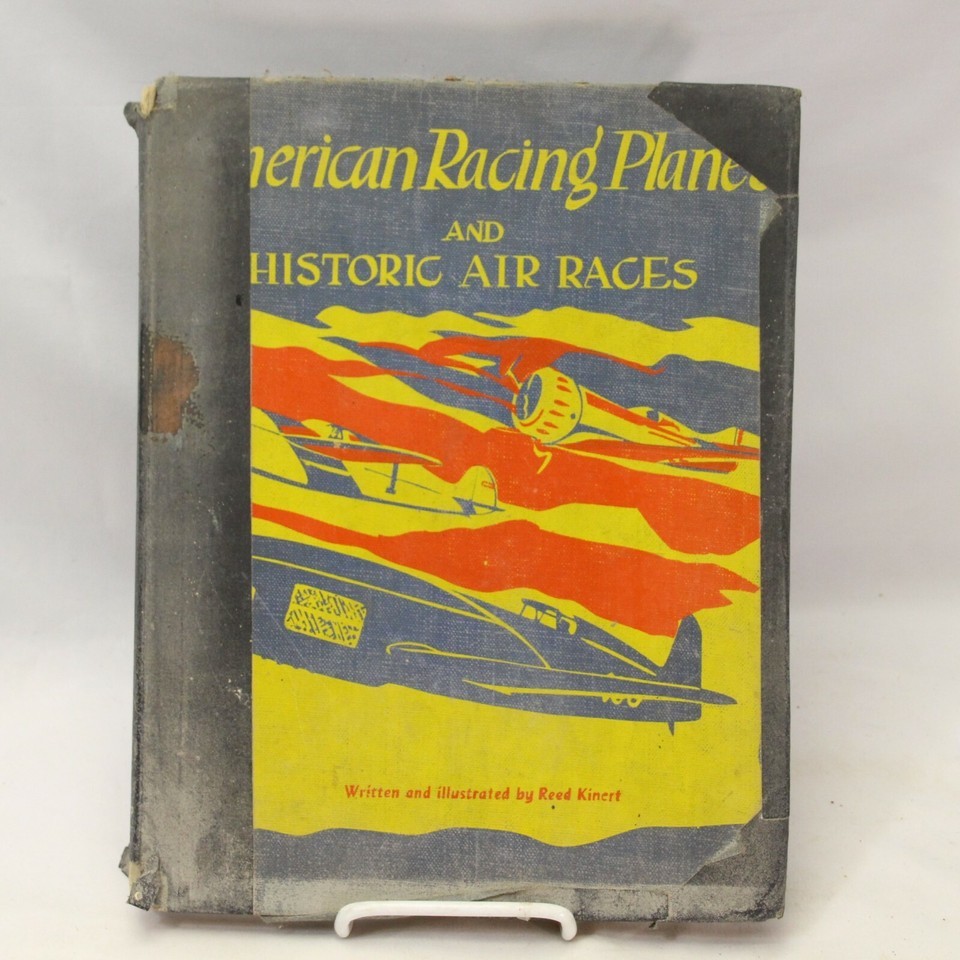 merican Racing Planes
AND
HISTORIC AIR RACES
Written and illustrated by Reed Kinert